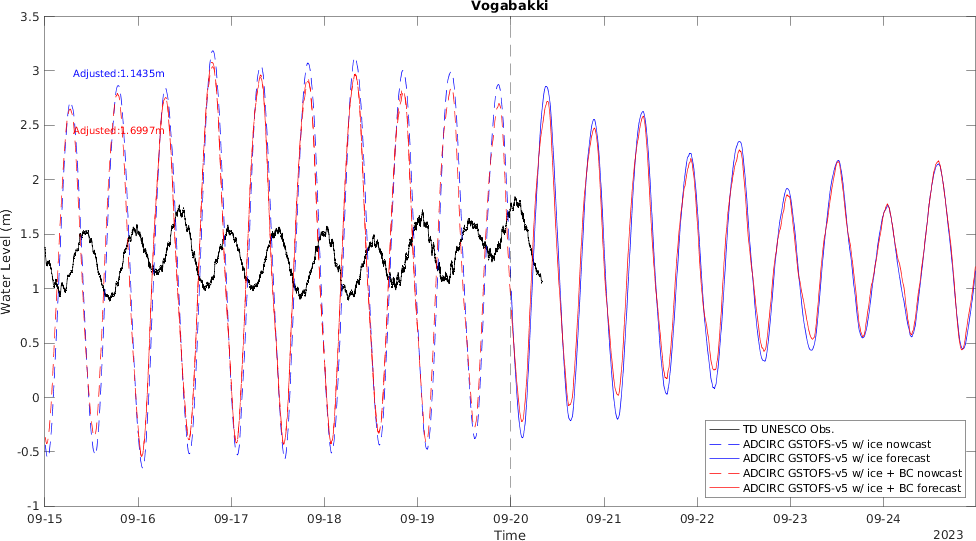 Vogabakki
3.5
3
2.5
2
1.5
1
0.5
0
-0.5
-1
Water Level (m)
Adjusted:1.1435m
Adjusted:1.6997m
TD UNESCO Obs.
ADCIRC GSTOFS-v5 w/ ice nowcast
ADCIRC GSTOFS-v5 w/ ice forecast
ADCIRC GSTOFS-v5 w/ ice + BC nowcast
ADCIRC GSTOFS-v5 w/ ice + BC forecast
09-15 09-16 09-17 09-18 09-19 09-20 09-21 09-22 09-23 09-24
Time
2023